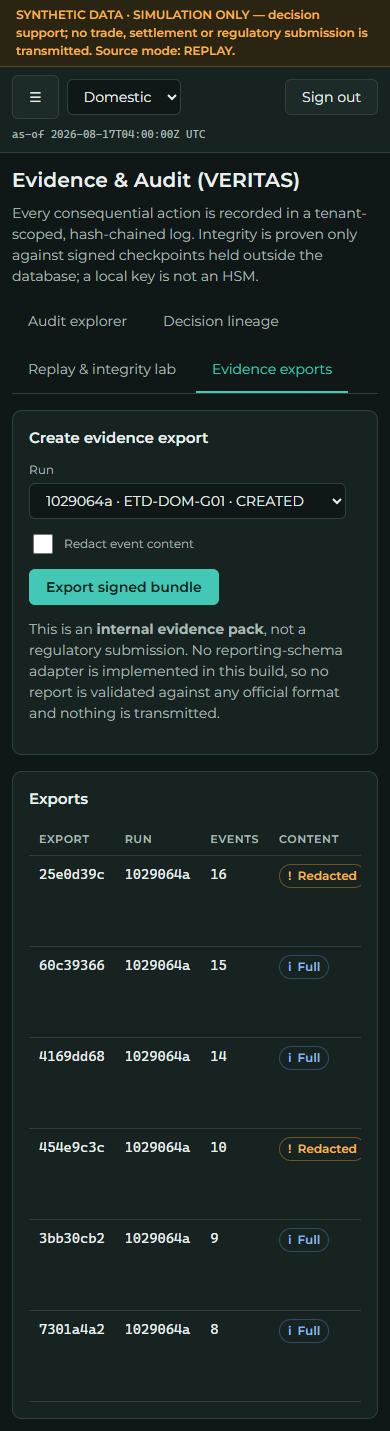 SYNTHETIC DATA · SIMULATION ONLY — decision
support; no trade, settlement or regulatory submission is
transmitted. Source mode: REPLAY.
☰ Domestic Sign out
as-of 2026-08-17T04:00:00Z UTC
Evidence & Audit (VERITAS)
Every consequential action is recorded in a tenant-
scoped, hash-chained log. Integrity is proven only
against signed checkpoints held outside the
database; a local key is not an HSM.
Audit explorer Decision lineage
Replay & integrity lab Evidence exports
Create evidence export
Run
1029064a · ETD-DOM-G01 · CREATED
Redact event content
Export signed bundle
This is an internal evidence pack, not a
regulatory submission. No reporting-schema
adapter is implemented in this build, so no
report is validated against any official format
and nothing is transmitted.
Exports
EXPORT RUN EVENTS CONTENT
25e0d39c 1029064a 16 ! Redacted
60c39366 1029064a 15 i Full
4169dd68 1029064a 14 i Full
454e9c3c 1029064a 10 ! Redacted
3bb30cb2 1029064a 9 i Full
7301a4a2 1029064a 8 i Full